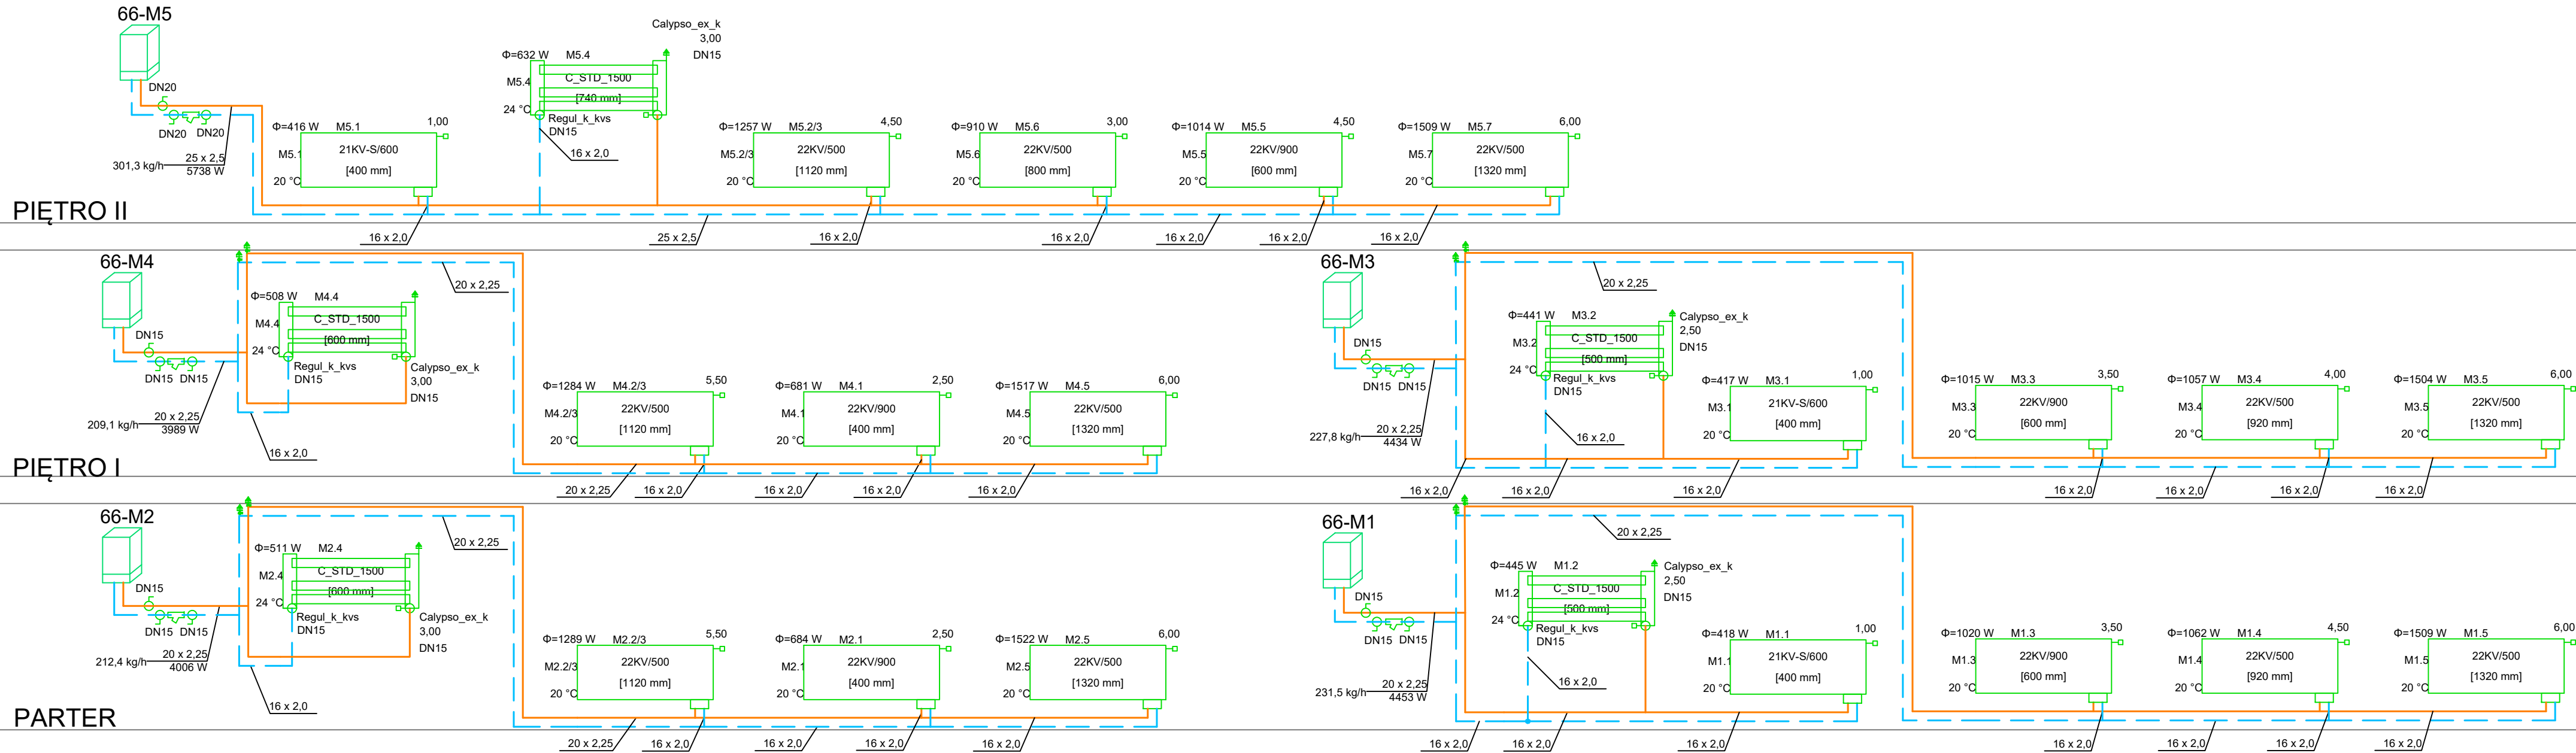 66-M5
DN20
DN20 DN20
301,3 kg/h
25 x 2,5
5738 W
Φ=416 W M5.1 1,00
M5.1
21KV-S/600
[400 mm]
20 °C
16 x 2,0
Φ=632 W M5.4
M5.4
C_STD_1500
[740 mm]
24 °C
Regul_k_kvs
DN15
16 x 2,0
Calypso_ex_k
3,00
DN15
25 x 2,5
Φ=1257 W M5.2/3 4,50
M5.2/3
22KV/500
[1120 mm]
20 °C
16 x 2,0
Φ=910 W M5.6 3,00
M5.6
22KV/500
[800 mm]
20 °C
16 x 2,0
16 x 2,0
Φ=1014 W M5.5 4,50
M5.5
22KV/900
[600 mm]
20 °C
16 x 2,0
Φ=1509 W M5.7 6,00
M5.7
22KV/500
[1320 mm]
20 °C
16 x 2,0
PIĘTRO II
66-M4
DN15
DN15 DN15
209,1 kg/h
20 x 2,25
3989 W
Φ=508 W M4.4
M4.4
C_STD_1500
[600 mm]
24 °C
Regul_k_kvs
DN15
Calypso_ex_k
3,00
DN15
16 x 2,0
20 x 2,25
Φ=1284 W M4.2/3 5,50
M4.2/3
22KV/500
[1120 mm]
20 °C
20 x 2,25
16 x 2,0
Φ=681 W M4.1 2,50
M4.1
22KV/900
[400 mm]
20 °C
16 x 2,0
16 x 2,0
Φ=1517 W M4.5 6,00
M4.5
22KV/500
[1320 mm]
20 °C
16 x 2,0
66-M3
DN15
DN15 DN15
227,8 kg/h
20 x 2,25
4434 W
20 x 2,25
Φ=441 W M3.2
M3.2
C_STD_1500
[500 mm]
24 °C
Regul_k_kvs
DN15
Calypso_ex_k
2,50
DN15
16 x 2,0
Φ=417 W M3.1 1,00
M3.1
21KV-S/600
[400 mm]
20 °C
16 x 2,0
16 x 2,0
16 x 2,0
Φ=1015 W M3.3 3,50
M3.3
22KV/900
[600 mm]
20 °C
16 x 2,0
Φ=1057 W M3.4 4,00
M3.4
22KV/500
[920 mm]
20 °C
16 x 2,0
16 x 2,0
Φ=1504 W M3.5 6,00
M3.5
22KV/500
[1320 mm]
20 °C
16 x 2,0
PIĘTRO I
66-M2
DN15
DN15 DN15
212,4 kg/h
20 x 2,25
4006 W
Φ=511 W M2.4
M2.4
C_STD_1500
[600 mm]
24 °C
Regul_k_kvs
DN15
Calypso_ex_k
3,00
DN15
16 x 2,0
20 x 2,25
Φ=1289 W M2.2/3 5,50
M2.2/3
22KV/500
[1120 mm]
20 °C
20 x 2,25
16 x 2,0
Φ=684 W M2.1 2,50
M2.1
22KV/900
[400 mm]
20 °C
16 x 2,0
16 x 2,0
Φ=1522 W M2.5 6,00
M2.5
22KV/500
[1320 mm]
20 °C
16 x 2,0
66-M1
DN15
DN15 DN15
231,5 kg/h
20 x 2,25
4453 W
20 x 2,25
Φ=445 W M1.2
M1.2
C_STD_1500
[500 mm]
24 °C
Regul_k_kvs
DN15
Calypso_ex_k
2,50
DN15
16 x 2,0
Φ=418 W M1.1 1,00
M1.1
21KV-S/600
[400 mm]
20 °C
16 x 2,0
16 x 2,0
16 x 2,0
Φ=1020 W M1.3 3,50
M1.3
22KV/900
[600 mm]
20 °C
16 x 2,0
Φ=1062 W M1.4 4,50
M1.4
22KV/500
[920 mm]
20 °C
16 x 2,0
16 x 2,0
Φ=1509 W M1.5 6,00
M1.5
22KV/500
[1320 mm]
20 °C
16 x 2,0
PARTER